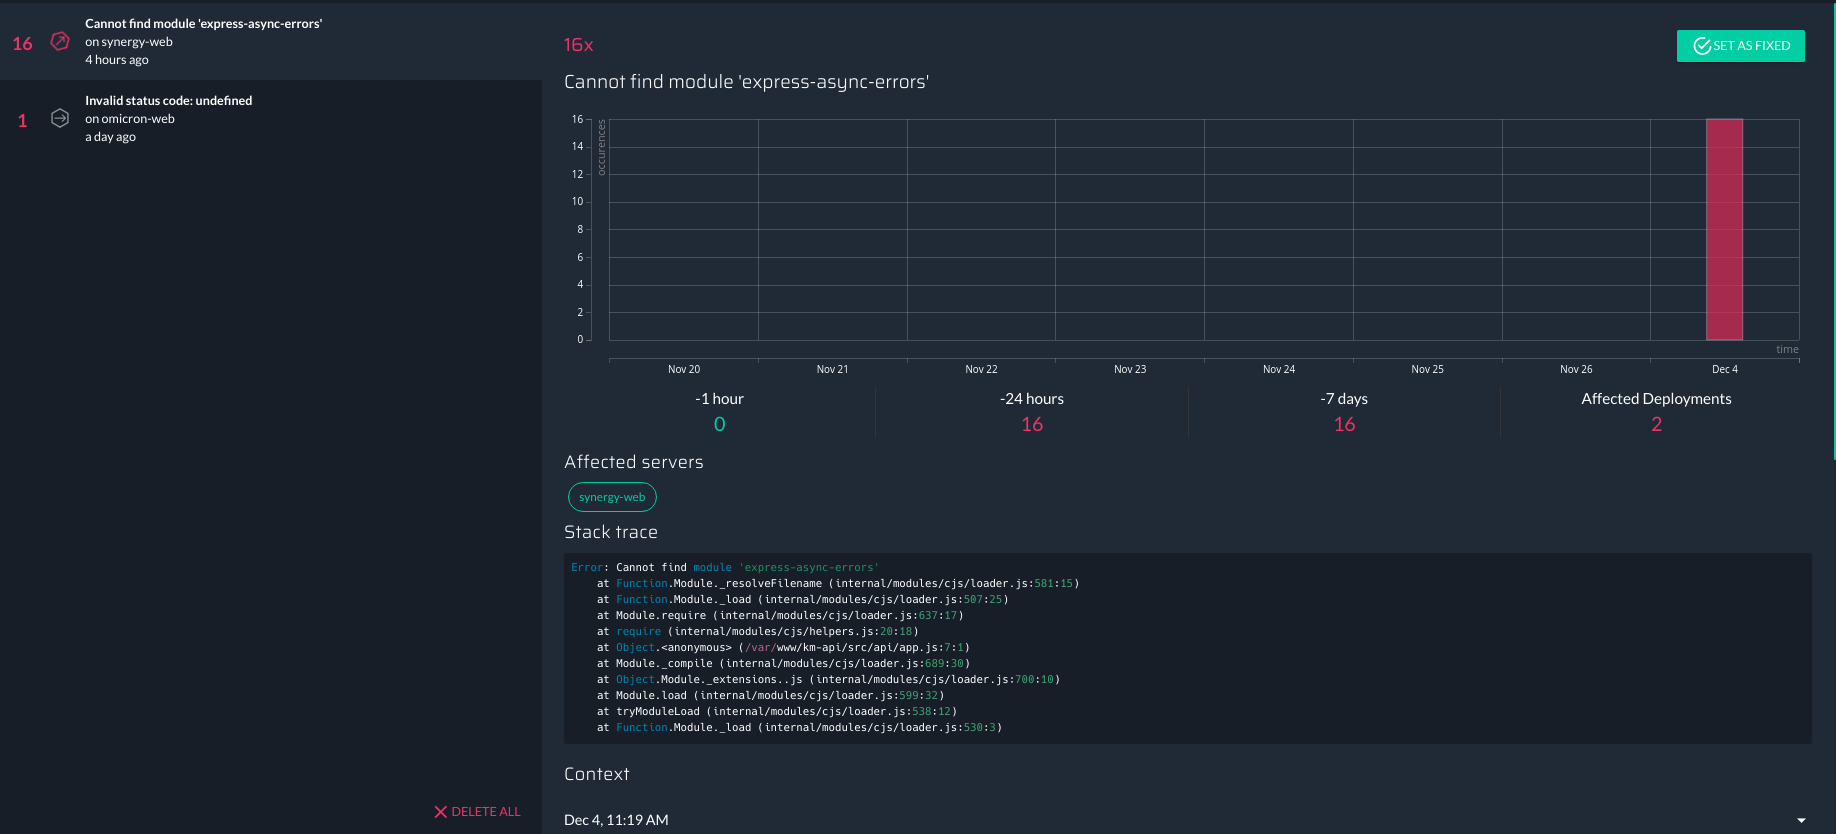 16
Cannot find module 'express-async-errors'
on synergy-web
4 hours ago
1
Invalid status code: undefined
on omicron-web
a day ago
DELETE ALL
16x
SET AS FIXED
Cannot find module 'express-async-errors'
occurences
16
14
12
10
8
6
4
2
0
time
Nov 20 Nov 21 Nov 22 Nov 23 Nov 24 Nov 25 Nov 26 Dec 4
-1 hour -24 hours -7 days Affected Deployments
0 16 16 2
Affected servers
synergy-web
Stack trace
Error: Cannot find module 'express-async-errors'
at Function.Module._resolveFilename (internal/modules/cjs/loader.js:581:15)
at Function.Module._load (internal/modules/cjs/loader.js:507:25)
at Module.require (internal/modules/cjs/loader.js:637:17)
at require (internal/modules/cjs/helpers.js:20:18)
at Object.<anonymous> (/var/www/km-api/src/api/app.js:7:1)
at Module._compile (internal/modules/cjs/loader.js:689:30)
at Object.Module._extensions..js (internal/modules/cjs/loader.js:700:10)
at Module.load (internal/modules/cjs/loader.js:599:32)
at tryModuleLoad (internal/modules/cjs/loader.js:538:12)
at Function.Module._load (internal/modules/cjs/loader.js:530:3)
Context
Dec 4, 11:19 AM